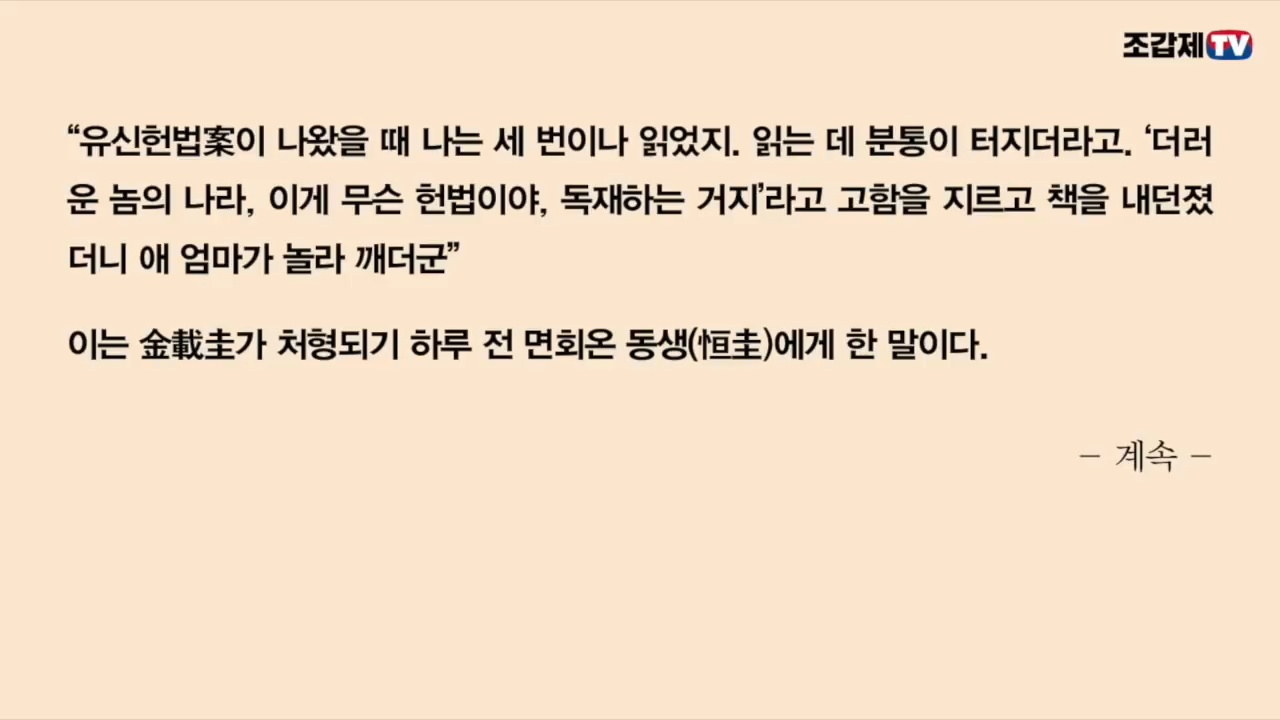 조갑제TV
“유신헌법案이 나왔을 때 나는 세 번이나 읽었지. 읽는 데 분통이 터지더라고. ‘더러
운 놈의 나라, 이게 무슨 헌법이야, 독재하는 거지’라고 고함을 지르고 책을 내던졌
더니 애 엄마가 놀라 깨더군”
이는 金載圭가 처형되기 하루 전 면회온 동생(恒圭)에게 한 말이다.
– 계속 –